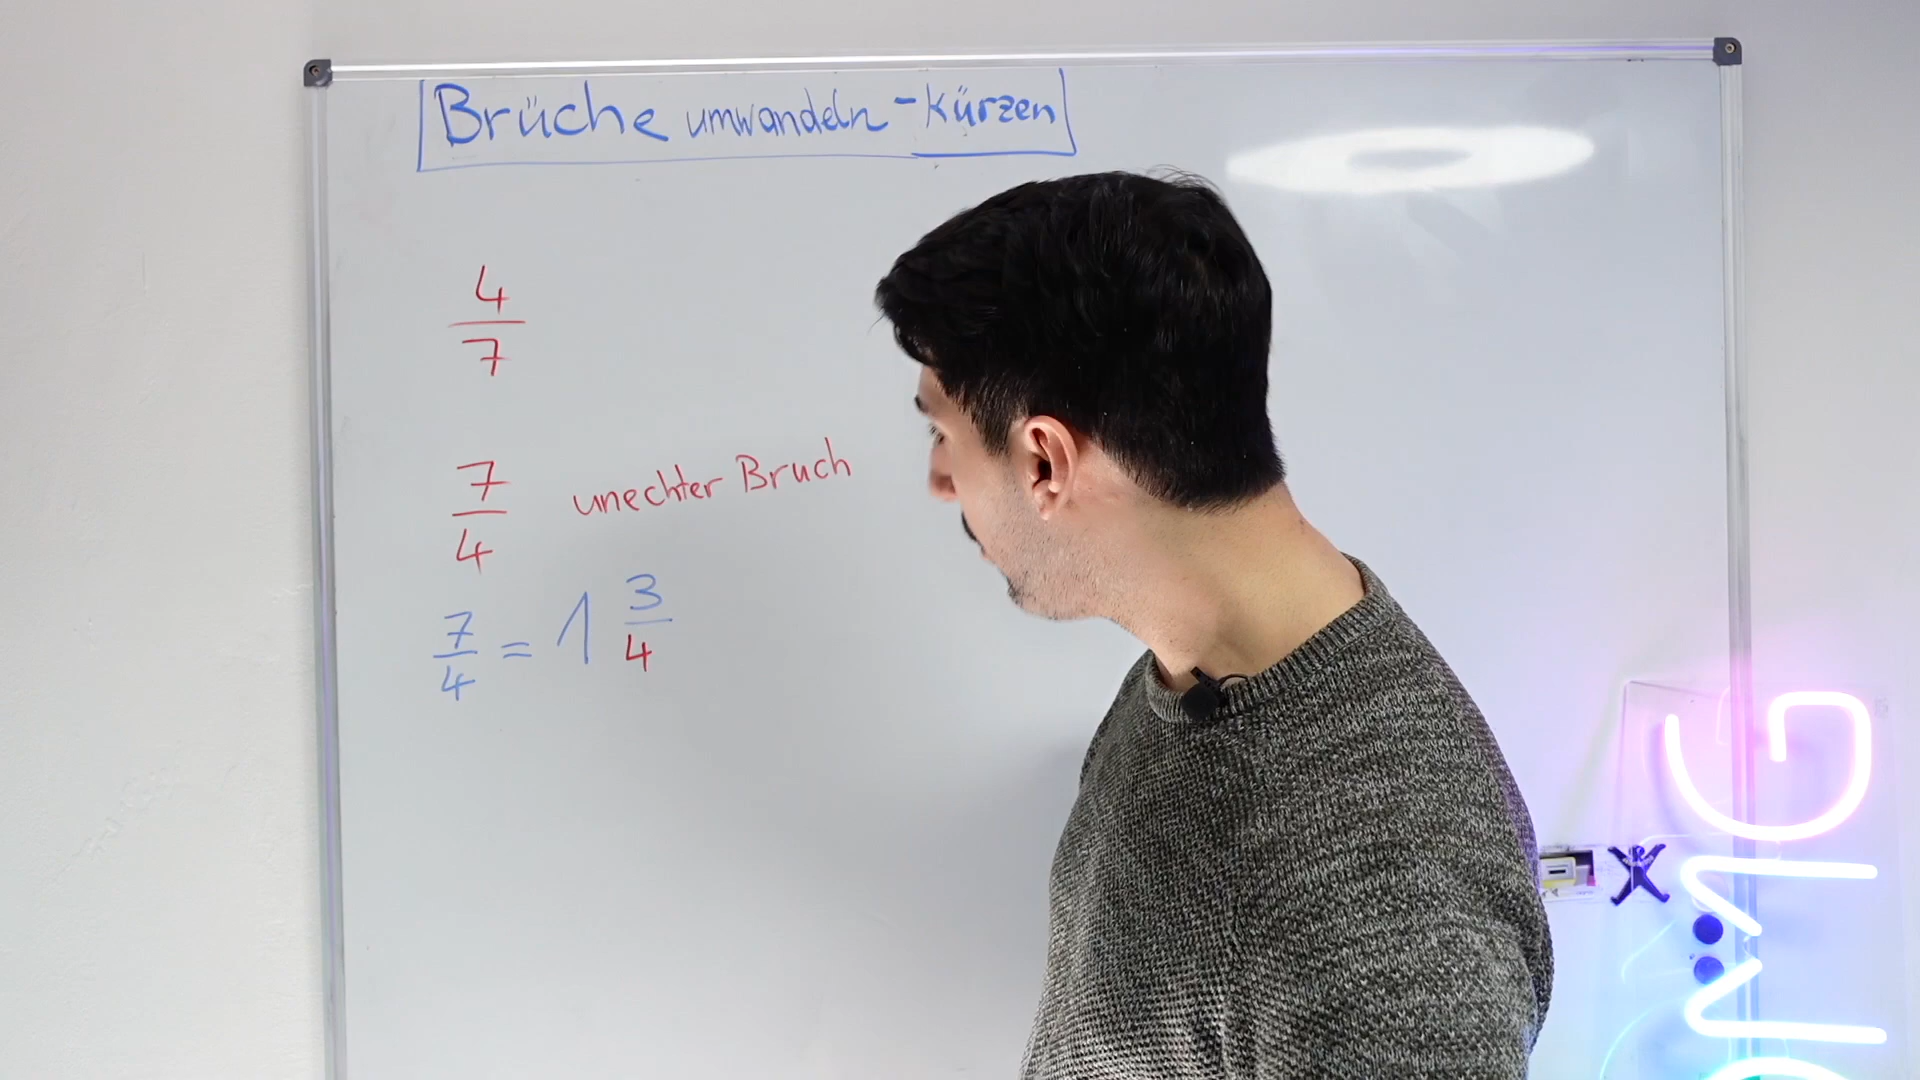 Brüche umwandeln - Kürzen
4/7
7/4 unechter Bruch
7/4 = 1 3/4